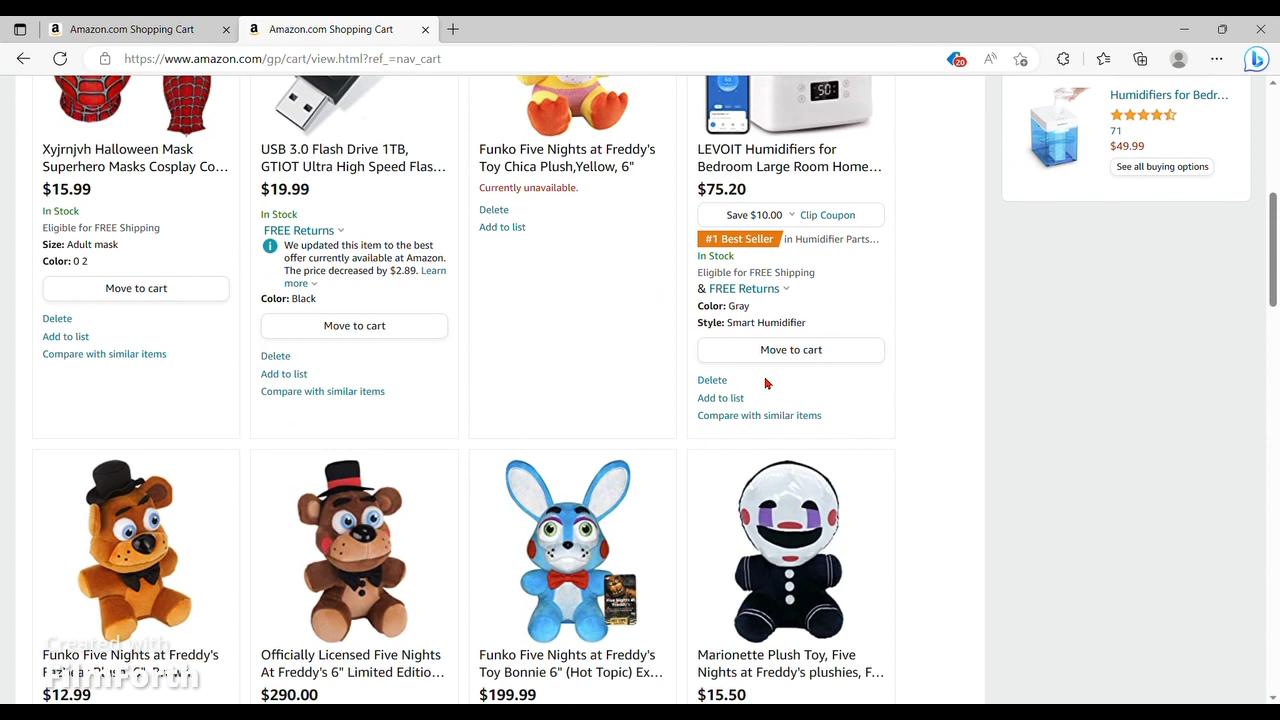 Amazon.com Shopping Cart
Amazon.com Shopping Cart
https://www.amazon.com/gp/cart/view.html?ref_=nav_cart
20
Xyjrnjvh Halloween Mask
Superhero Masks Cosplay Co...
$15.99
In Stock
Eligible for FREE Shipping
Size: Adult mask
Color: 0 2
Move to cart
Delete
Add to list
Compare with similar items
USB 3.0 Flash Drive 1TB,
GTIOT Ultra High Speed Flas...
$19.99
In Stock
FREE Returns
We updated this item to the best
offer currently available at Amazon.
The price decreased by $2.89. Learn
more
Color: Black
Move to cart
Delete
Add to list
Compare with similar items
Funko Five Nights at Freddy's
Toy Chica Plush,Yellow, 6"
Currently unavailable.
Delete
Add to list
50
LEVOIT Humidifiers for
Bedroom Large Room Home...
$75.20
Save $10.00 Clip Coupon
#1 Best Seller in Humidifier Parts...
In Stock
Eligible for FREE Shipping
& FREE Returns
Color: Gray
Style: Smart Humidifier
Move to cart
Delete
Add to list
Compare with similar items
Humidifiers for Bedr...
71
$49.99
See all buying options
Funko Five Nights at Freddy's
$12.99
Officially Licensed Five Nights
At Freddy's 6" Limited Editio...
$290.00
Five Nights
Funko Five Nights at Freddy's
Toy Bonnie 6" (Hot Topic) Ex...
$199.99
Marionette Plush Toy, Five
Nights at Freddy's plushies, F...
$15.50
Created with
FilmForth